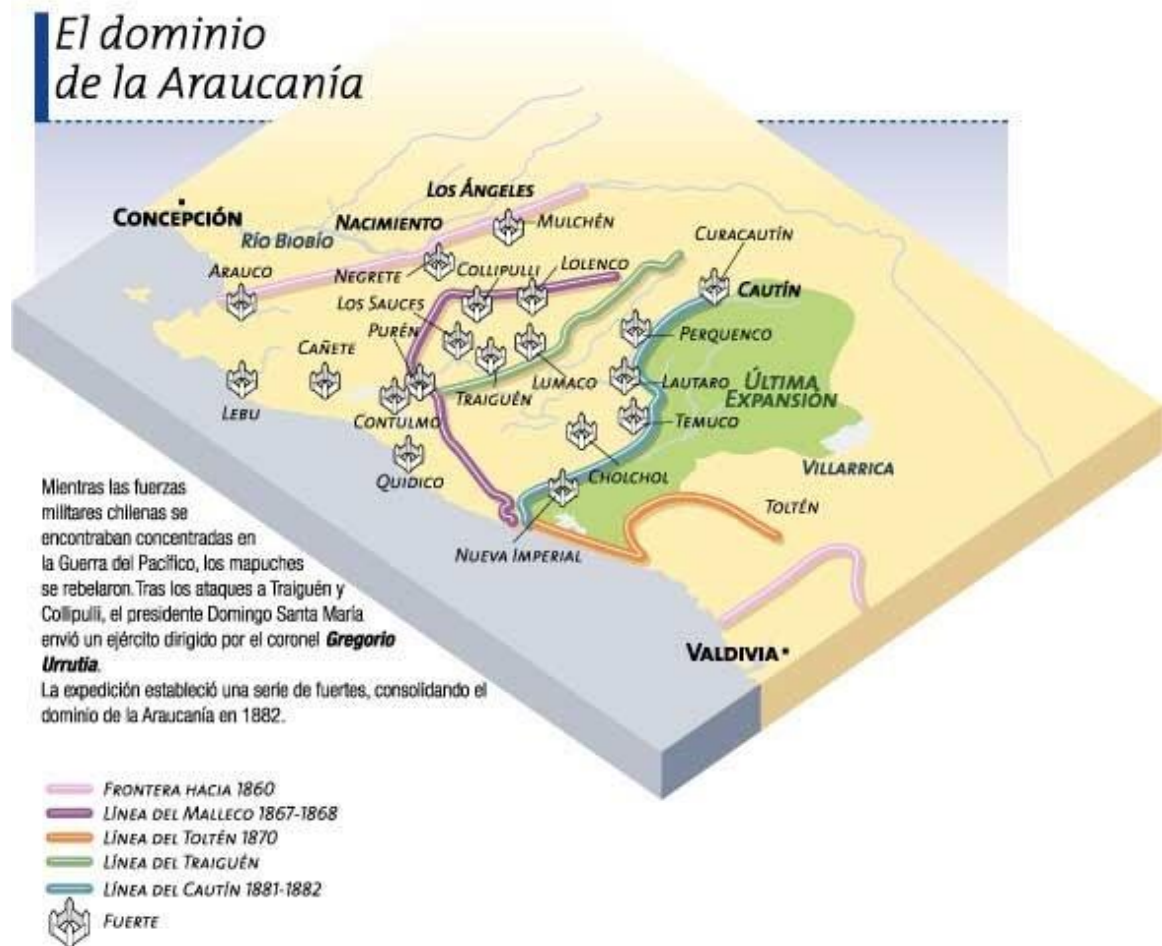 El dominio
de la Araucanía
CONCEPCIÓN
RÍO BIOBÍO
LOS ÁNGELES
NACIMIENTO
MULCHÉN
CURACAUTÍN
ARAUCO
NEGRETE
COLLIPULLI
LOLENCO
CAUTÍN
LOS SAUCES
PURÉN
PERQUENCO
CAÑETE
LUMACO
LAUTARO
ÚLTIMA
EXPANSIÓN
LEBU
TRAIGUÉN
CONTULMO
TEMUCO
QUIDICO
CHOLCHOL
VILLARRICA
TOLTÉN
NUEVA IMPERIAL
VALDIVIA
Mientras las fuerzas
militares chilenas se
encontraban concentradas en
la Guerra del Pacífico, los mapuches
se rebelaron. Tras los ataques a Traiguén y
Collipulli, el presidente Domingo Santa María
envió un ejército dirigido por el coronel Gregorio
Urrutia.
La expedición estableció una serie de fuertes, consolidando el
dominio de la Araucanía en 1882.
FRONTERA HACIA 1860
LÍNEA DEL MALLECO 1867-1868
LÍNEA DEL TOLTÉN 1870
LÍNEA DEL TRAIGUÉN
LÍNEA DEL CAUTÍN 1881-1882
FUERTE